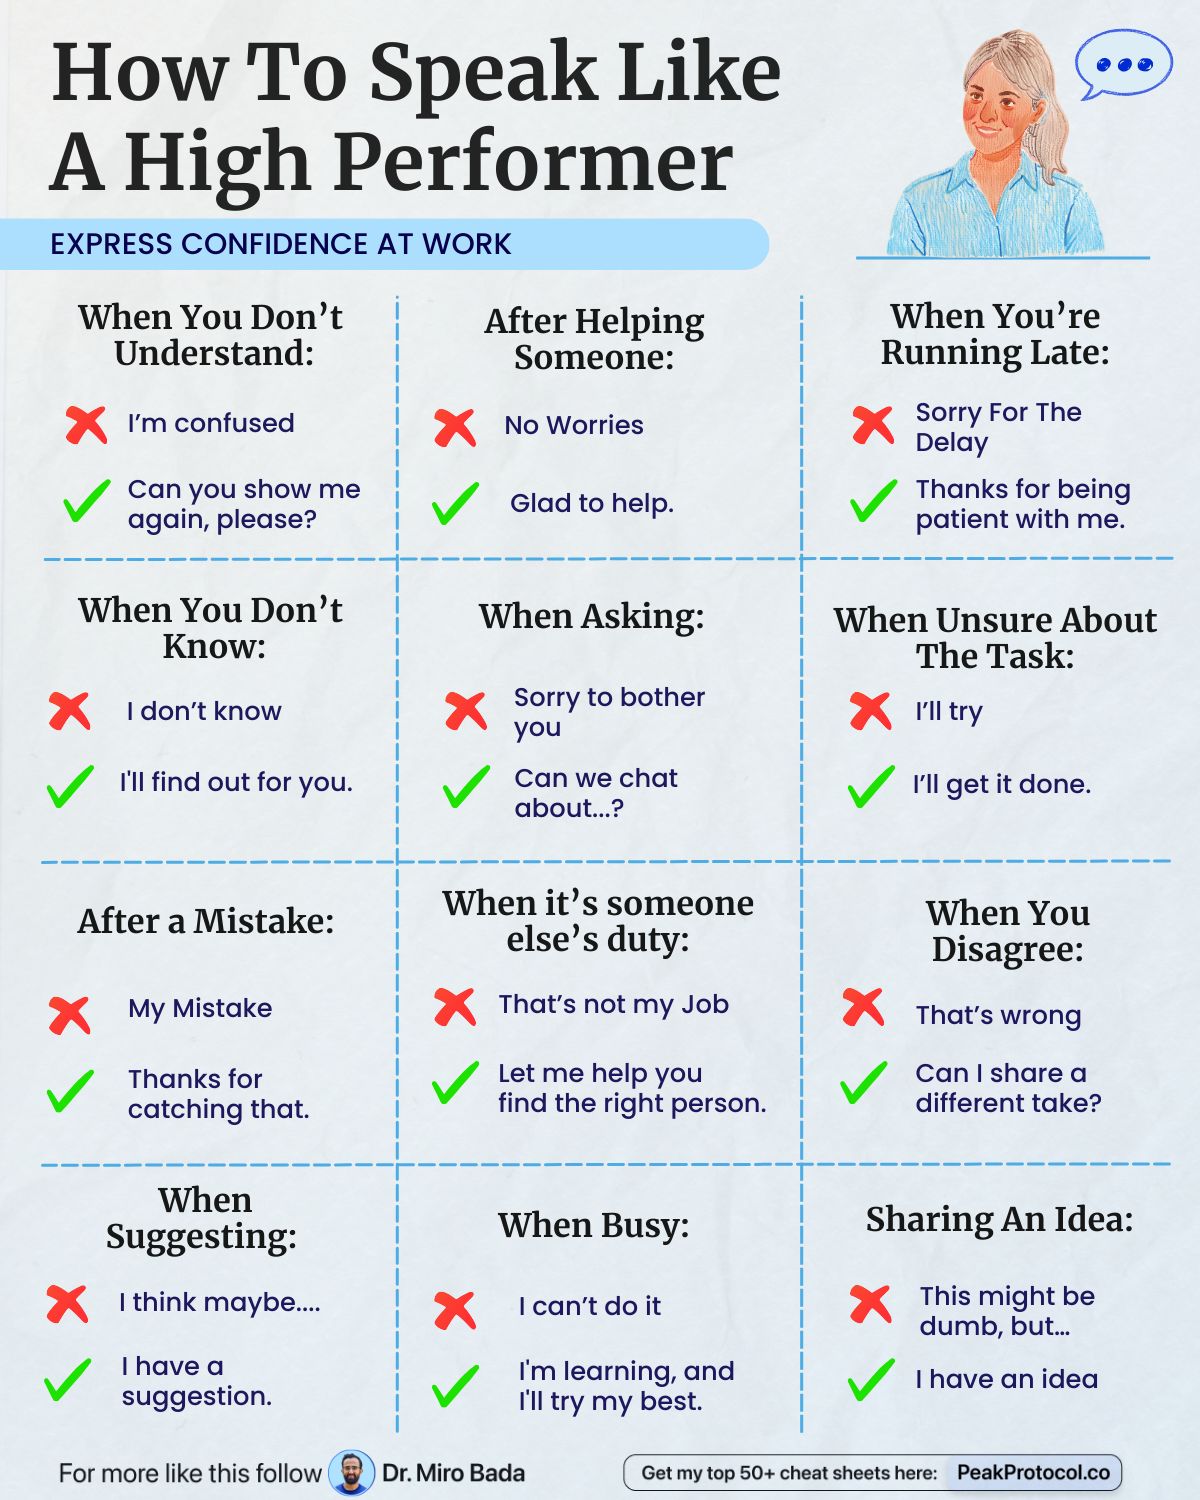 How To Speak Like
A High Performer
EXPRESS CONFIDENCE AT WORK
When You Don’t
Understand:
I’m confused
Can you show me
again, please?
After Helping
Someone:
No Worries
Glad to help.
When You’re
Running Late:
Sorry For The
Delay
Thanks for being
patient with me.
When You Don’t
Know:
I don’t know
I'll find out for you.
When Asking:
Sorry to bother
you
Can we chat
about...?
When Unsure About
The Task:
I’ll try
I’ll get it done.
After a Mistake:
My Mistake
Thanks for
catching that.
When it’s someone
else’s duty:
That’s not my Job
Let me help you
find the right person.
When You
Disagree:
That’s wrong
Can I share a
different take?
When
Suggesting:
I think maybe....
I have a
suggestion.
When Busy:
I can’t do it
I'm learning, and
I'll try my best.
Sharing An Idea:
This might be
dumb, but...
I have an idea
For more like this follow Dr. Miro Bada
Get my top 50+ cheat sheets here: PeakProtocol.co